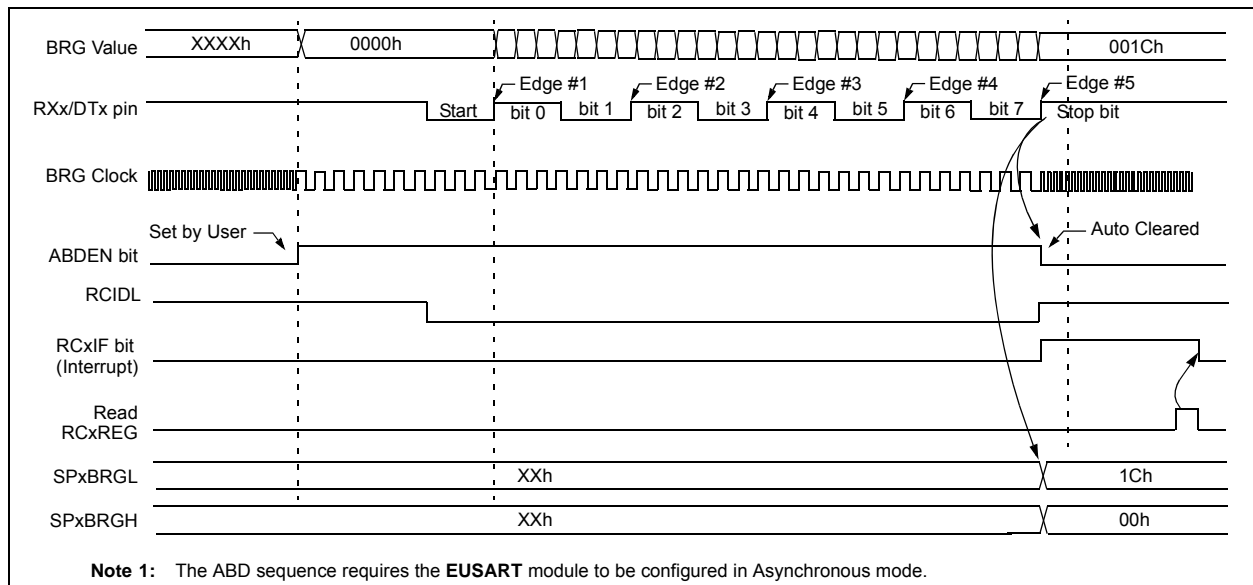 BRG Value XXXXh 0000h 001Ch
Edge #1 Edge #2 Edge #3 Edge #4 Edge #5
RXx/DTx pin Start bit 0 bit 1 bit 2 bit 3 bit 4 bit 5 bit 6 bit 7 Stop bit
BRG Clock
Set by User Auto Cleared
ABDEN bit
RCIDL
RCxIF bit
(Interrupt)
Read
RCxREG
SPxBRGL XXh 1Ch
SPxBRGH XXh 00h
Note 1: The ABD sequence requires the EUSART module to be configured in Asynchronous mode.